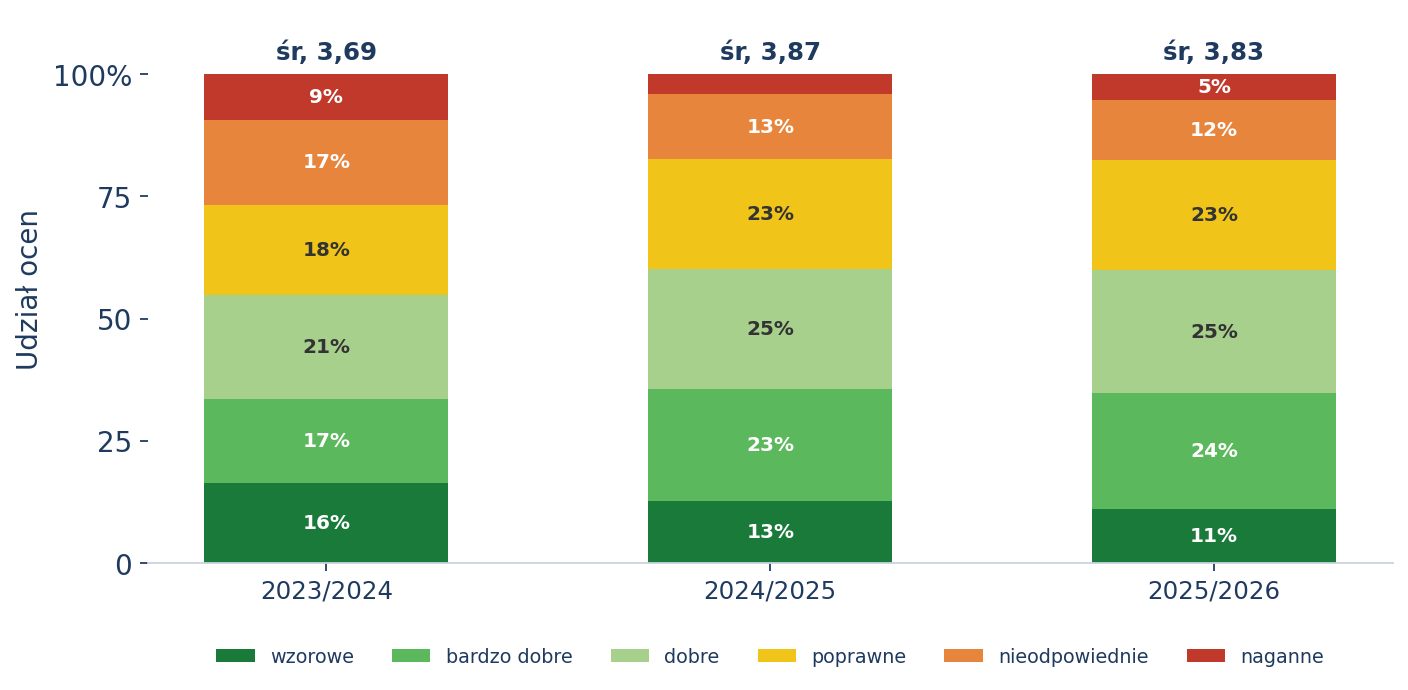 śr, 3,69 śr, 3,87 śr, 3,83
100%
9% 5%
13% 12%
17%
75
23% 23%
18%
Udział ocen
50
25% 25%
21%
25
17% 23% 24%
16% 13% 11%
0
2023/2024 2024/2025 2025/2026
wzorowe bardzo dobre dobre poprawne nieodpowiednie naganne